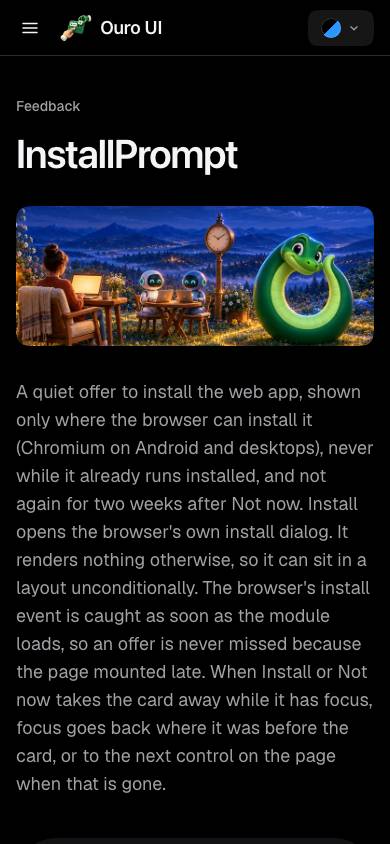 Ouro UI
Feedback
InstallPrompt
A quiet offer to install the web app, shown
only where the browser can install it
(Chromium on Android and desktops), never
while it already runs installed, and not
again for two weeks after Not now. Install
opens the browser's own install dialog. It
renders nothing otherwise, so it can sit in a
layout unconditionally. The browser's install
event is caught as soon as the module
loads, so an offer is never missed because
the page mounted late. When Install or Not
now takes the card away while it has focus,
focus goes back where it was before the
card, or to the next control on the page
when that is gone.